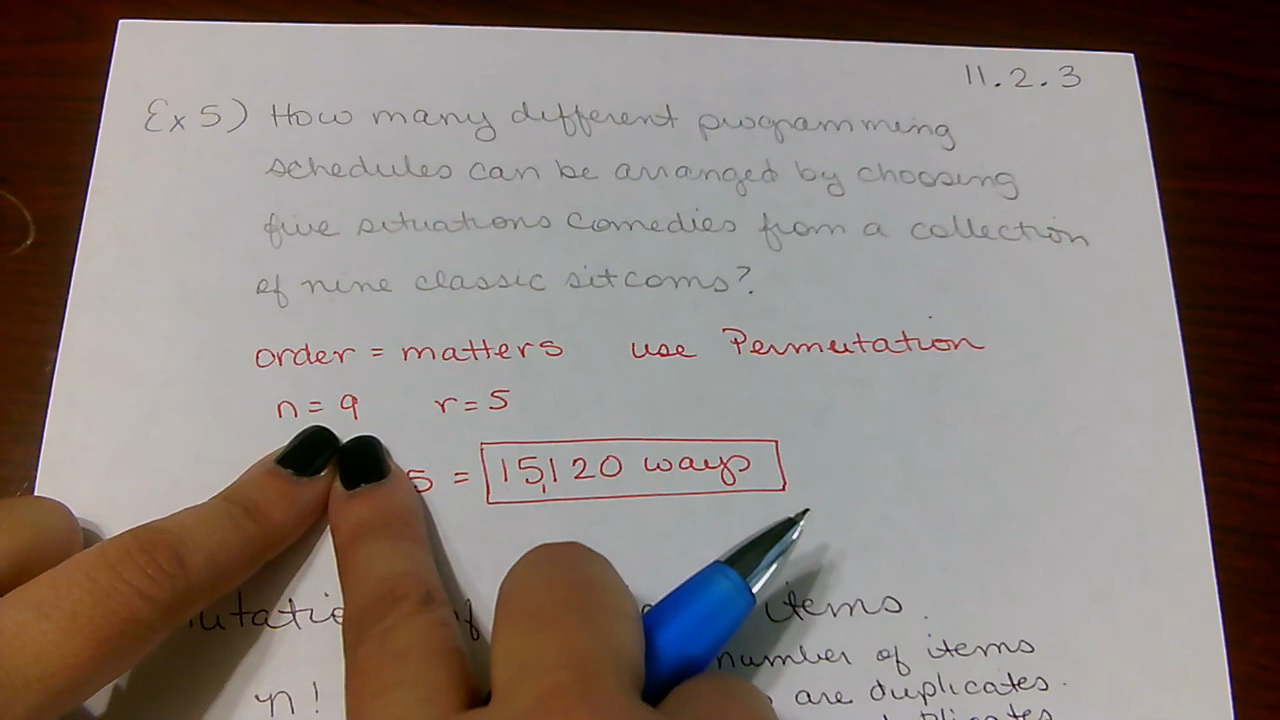 11.2.3
Ex 5) How many different programming
schedules can be arranged by choosing
five situations comedies from a collection
of nine classic sitcoms?
order = matters use Permutation
n = 9 r = 5
5 = 15,120 ways
items.
number of items
n! are duplicates.